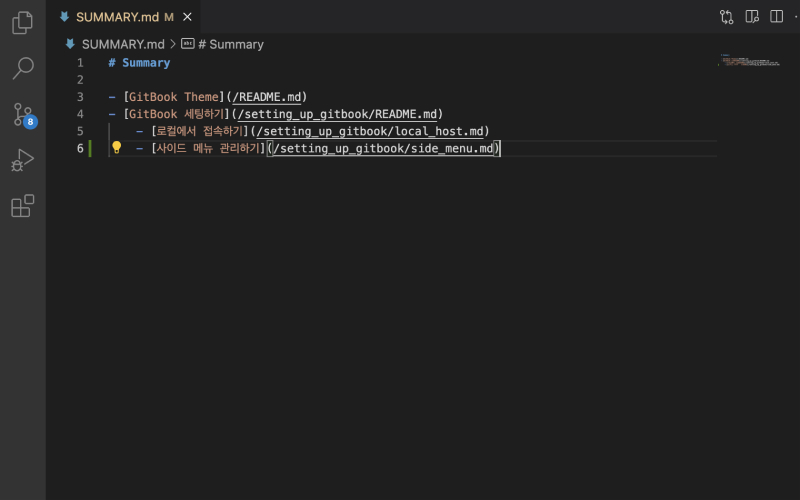 SUMMARY.md M
SUMMARY.md > # Summary
1 # Summary
2
3 - [GitBook Theme](/README.md)
4 - [GitBook 세팅하기](/setting_up_gitbook/README.md)
5 - [로컬에서 접속하기](/setting_up_gitbook/local_host.md)
6 - [사이드 메뉴 관리하기](/setting_up_gitbook/side_menu.md)
8